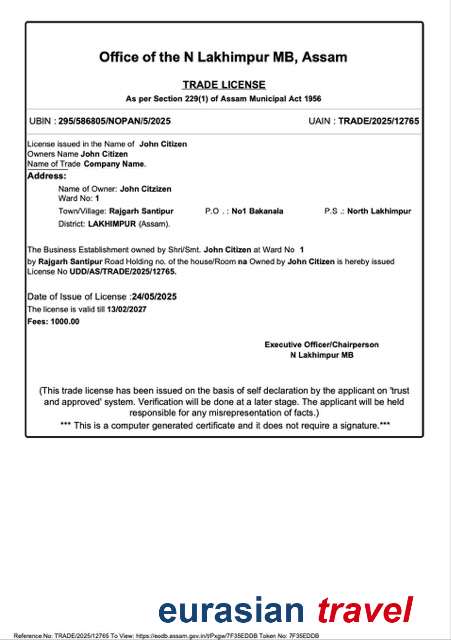 Office of the N Lakhimpur MB, Assam
TRADE LICENSE
As per Section 229(1) of Assam Municipal Act 1956
UBIN : 295/586805/NOPAN/5/2025 UAIN : TRADE/2025/12765
License issued in the Name of John Citizen
Owners Name John Citizen
Name of Trade Company Name.
Address:
Name of Owner: John Citzizen
Ward No: 1
Town/Village: Rajgarh Santipur P.O . : No1 Bakanala P.S .: North Lakhimpur
District: LAKHIMPUR (Assam).
The Business Establishment owned by Shri/Smt. John Citizen at Ward No 1
by Rajgarh Santipur Road Holding no. of the house/Room na Owned by John Citizen is hereby issued
License No UDD/AS/TRADE/2025/12765.
Date of Issue of License :24/05/2025
The license is valid till 13/02/2027
Fees: 1000.00
Executive Officer/Chairperson
N Lakhimpur MB
(This trade license has been issued on the basis of self declaration by the applicant on 'trust
and approved' system. Verification will be done at a later stage. The applicant will be held
responsible for any misrepresentation of facts.)
*** This is a computer generated certificate and it does not require a signature.***
eurasian travel
Reference No: TRADE/2025/12765 To View: https://eodb.assam.gov.in/t/Pxgw/7F35EDDB Token No: 7F35EDDB